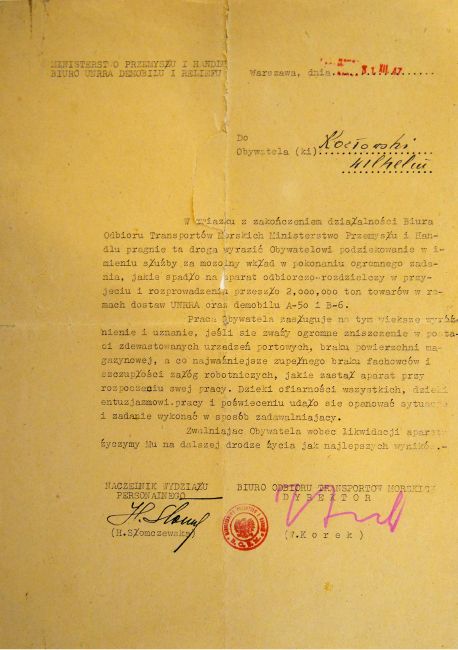 MINISTERSTWO PRZEMYSŁU I HANDLU
BIURO UNRRA DEMOBILU I RELIEFU
Warszawa, dnia 31 XII 47
Do
Obywatela (ki) Kozłowski
Wilhelm
W związku z zakończeniem działalności Biura
Odbioru Transportów Morskich Ministerstwo Przemysłu i Han-
dlu pragnie tą drogą wyrazić Obywatelowi podziękowanie w i-
mieniu służby za mozolny wkład w pokonaniu ogromnego zada-
nia, jakie spadło na aparat odbiorczo-rozdzielczy w przy-
jęciu i rozprowadzeniu przeszło 2,000,000 ton towarów w ra-
mach dostaw UNRRA oraz demobilu A-50 i B-6.
Praca Obywatela zasługuje na tym większe wyróż-
nienie i uznanie, jeśli się zważy ogromne zniszczenie w posta-
ci zdewastowanych urządzeń portowych, braku powierzchni ma-
gazynowej, a co najważniejsze zupełnego braku fachowców i
szczupłości załóg robotniczych, jakie zastał aparat przy
rozpoczęciu swej pracy. Dzięki ofiarności wszystkich, dzięki
entuzjazmowi pracy i poświęceniu udało się opanować sytuację
i zadanie wykonać w sposób zadawalniający.
Zwalniając Obywatela wobec likwidacji aparatu
życzymy Mu na dalszej drodze życia jak najlepszych wyników.-
NACZELNIK WYDZIAŁU
PERSONALNEGO
BIURO ODBIORU TRANSPORTOW MORSKICH
DYREKTOR
(H.Słomczewska)
(T.Korek)